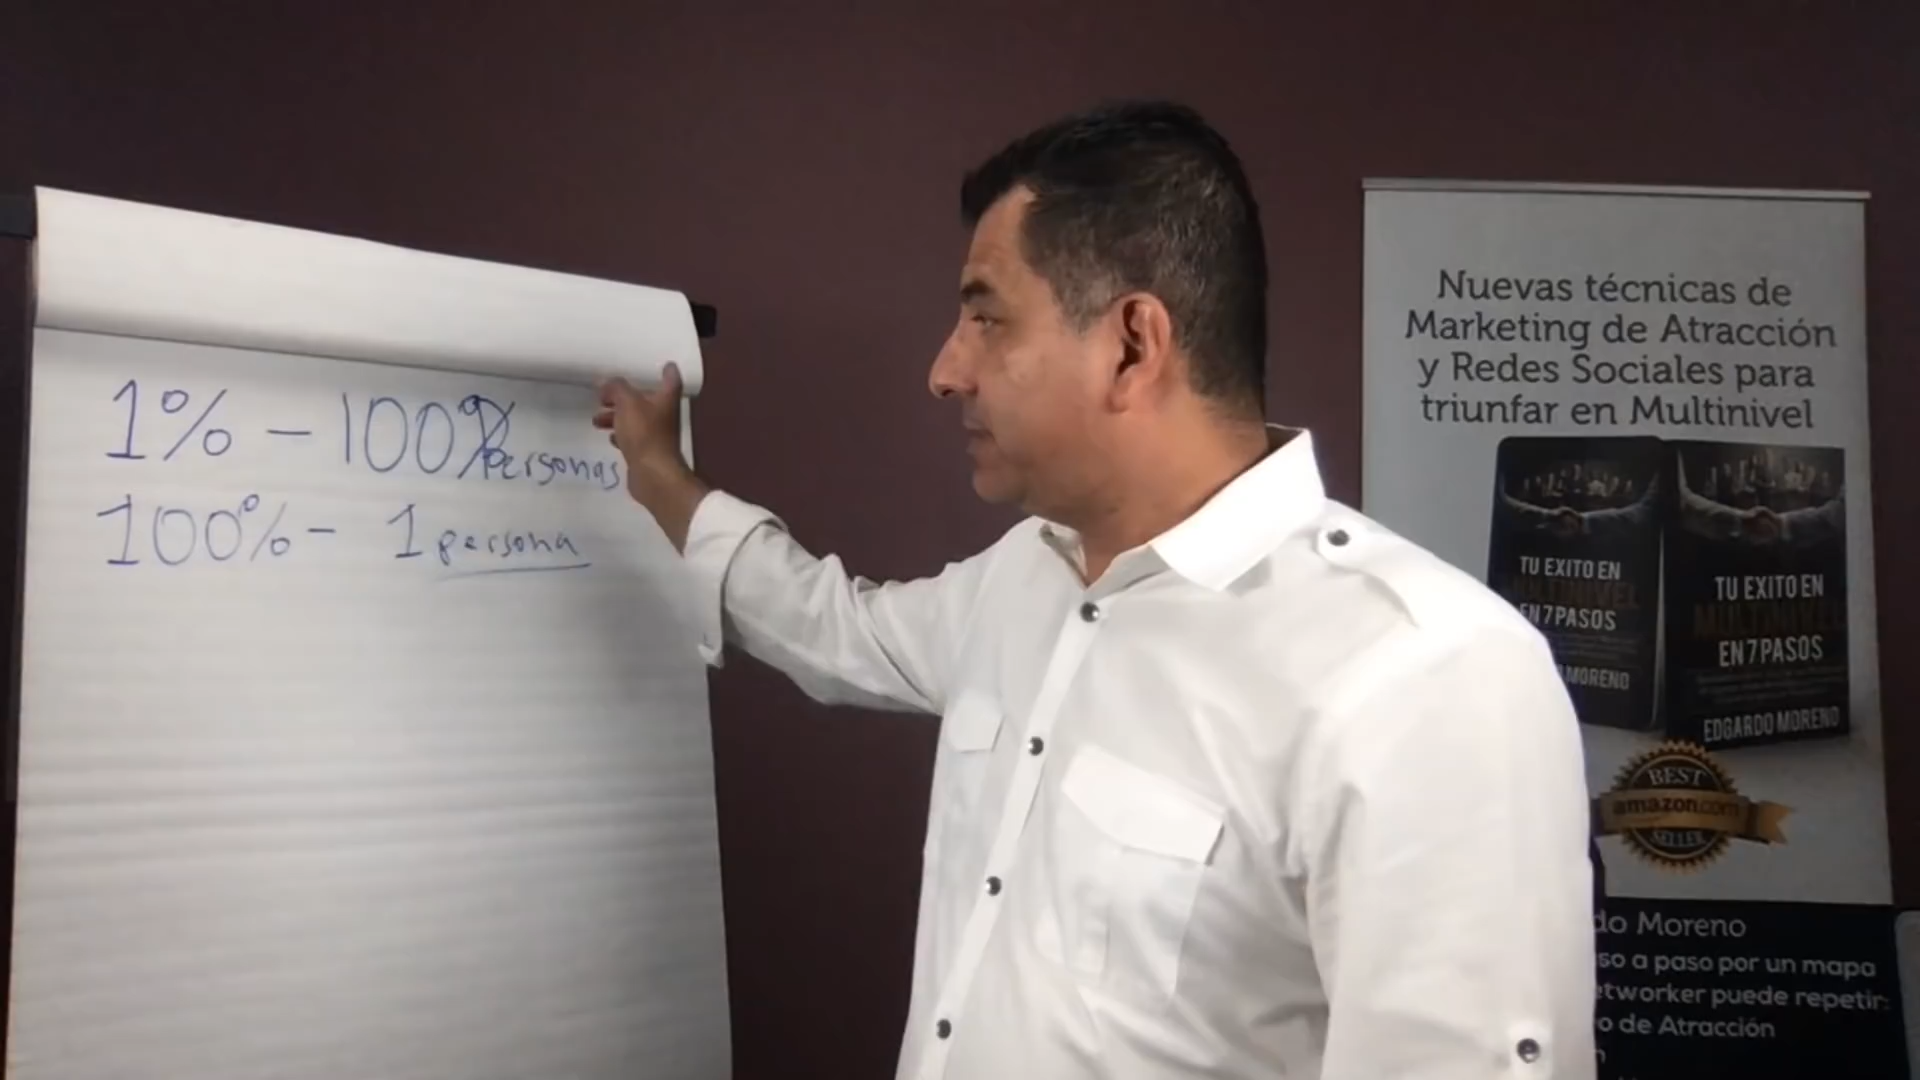 1% - 100% personas
100% - 1 persona
Nuevas técnicas de
Marketing de Atracción
y Redes Sociales para
triunfar en Multinivel
TU EXITO EN
MULTINIVEL
EN 7 PASOS
MORENO
TU EXITO EN
MULTINIVEL
EN 7 PASOS
EDGARDO MORENO
BEST
amazon.com
SELLER
do Moreno
so a paso por un mapa
etworker puede repetir:
o de Atracción